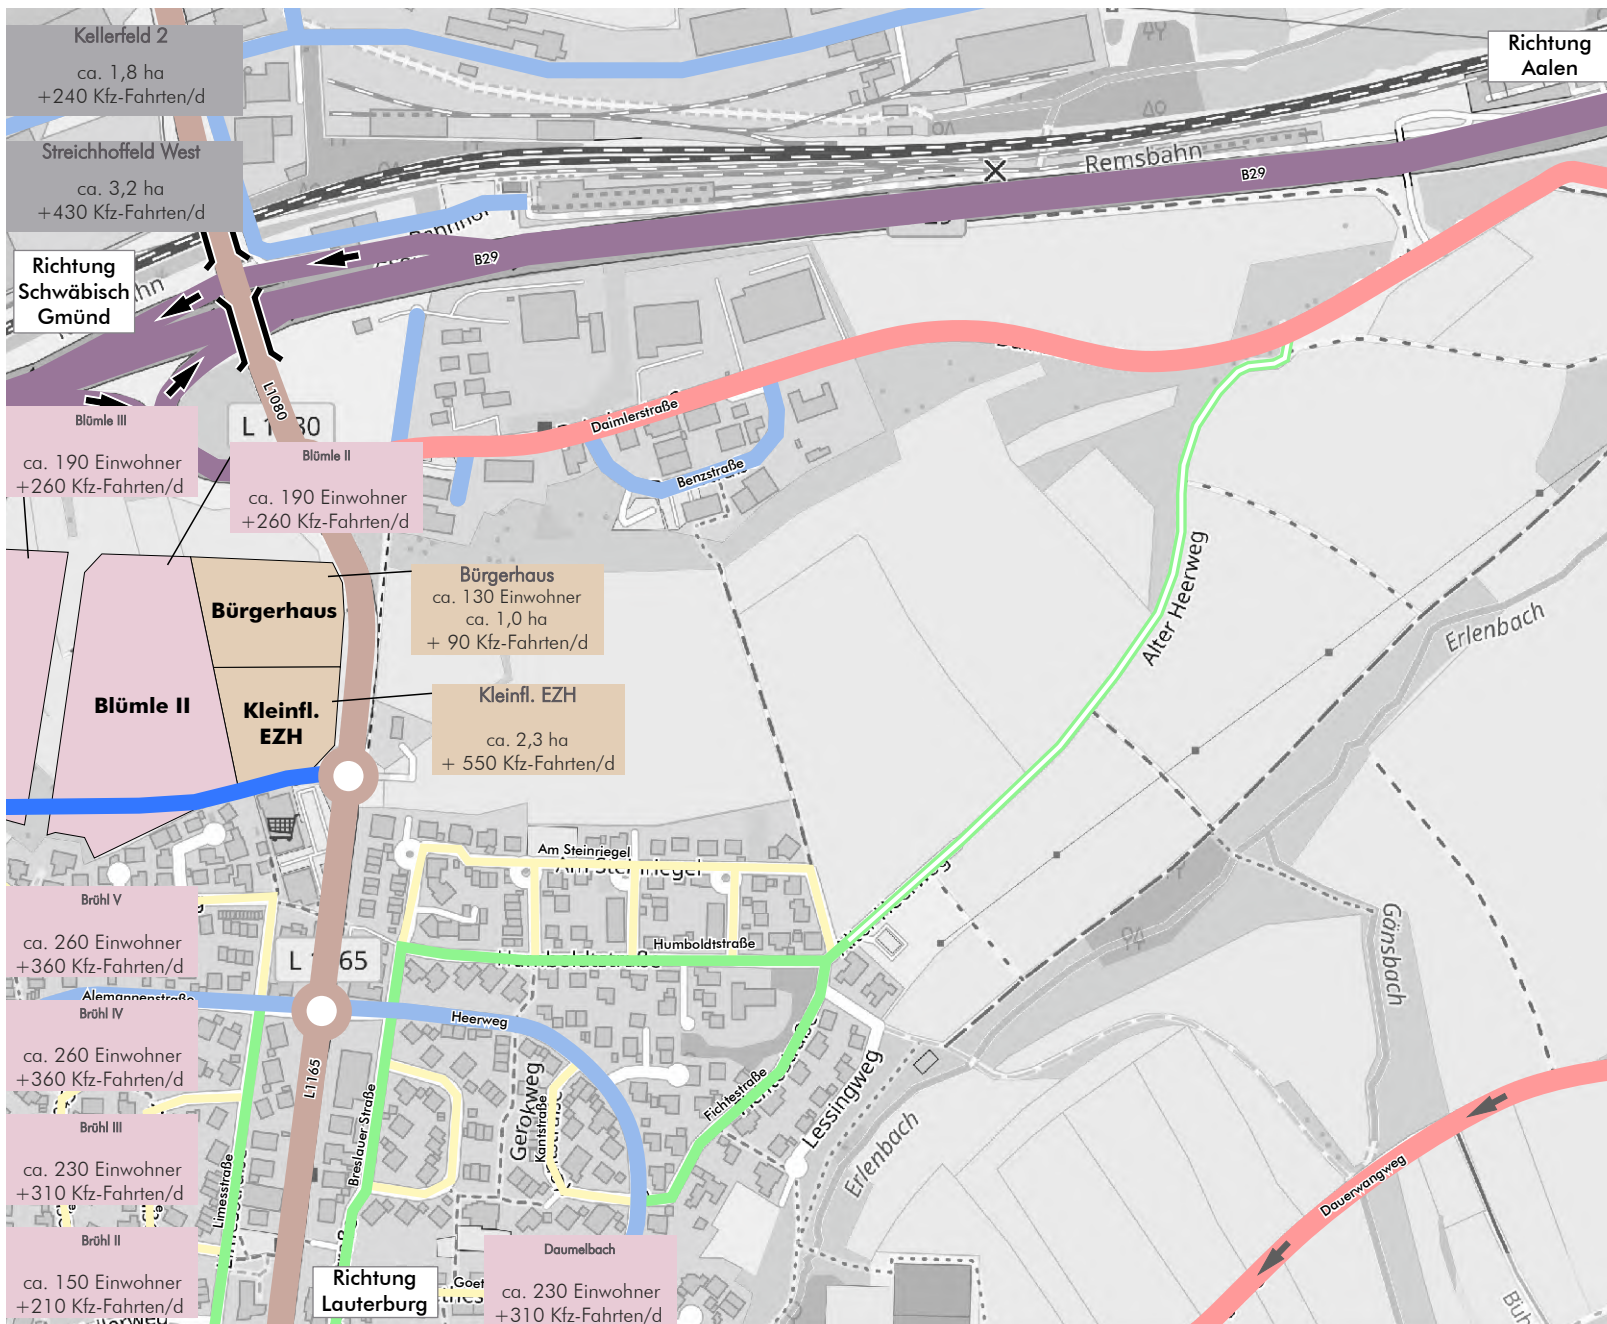 Kellerfeld 2
ca. 1,8 ha
+240 Kfz-Fahrten/d
Richtung
Aalen
Streichhoffeld West
ca. 3,2 ha
+430 Kfz-Fahrten/d
Remsbahn
B29
B29
Richtung
Schwäbisch
Gmünd
L1080
Blümle III
ca. 190 Einwohner
+260 Kfz-Fahrten/d
Blümle II
ca. 190 Einwohner
+260 Kfz-Fahrten/d
Daimlerstraße
Benzstraße
Bürgerhaus
ca. 130 Einwohner
ca. 1,0 ha
+ 90 Kfz-Fahrten/d
Bürgerhaus
Alter Heerweg
Erlenbach
Blümle II
Kleinfl.
EZH
Kleinfl. EZH
ca. 2,3 ha
+ 550 Kfz-Fahrten/d
Am Steinriegel
Am Steinriegel
Brühl V
ca. 260 Einwohner
+360 Kfz-Fahrten/d
Humboldtstraße
Humboldtstraße
Gänsbach
Alemannenstraße
Heerweg
Brühl IV
ca. 260 Einwohner
+360 Kfz-Fahrten/d
L1165
Breslauer Straße
Gerokweg
Kantstraße
Fichtestraße
Lessingweg
Erlenbach
Brühl III
ca. 230 Einwohner
+310 Kfz-Fahrten/d
Limesstraße
Dauerwangweg
Brühl II
ca. 150 Einwohner
+210 Kfz-Fahrten/d
Richtung
Lauterburg
Daumelbach
ca. 230 Einwohner
+310 Kfz-Fahrten/d